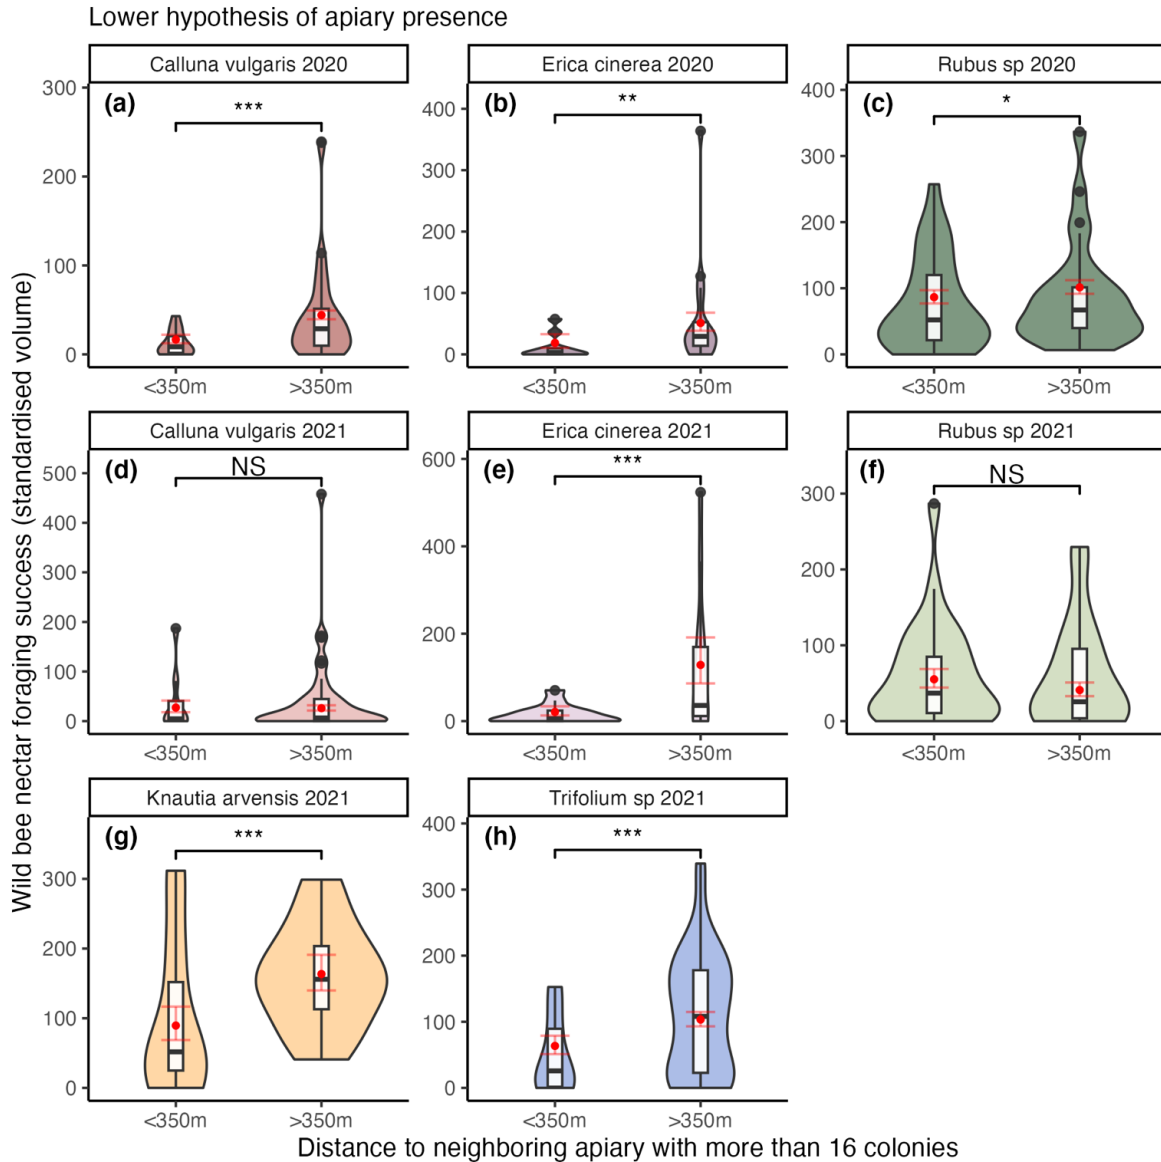 Lower hypothesis of apiary presence
Wild bee nectar foraging success (standardised volume)
Calluna vulgaris 2020
(a)
***
300
200
100
0
<350m >350m
Erica cinerea 2020
(b)
**
400
300
200
100
0
<350m >350m
Rubus sp 2020
(c)
*
400
300
200
100
0
<350m >350m
Calluna vulgaris 2021
(d)
NS
500
400
300
200
100
0
<350m >350m
Erica cinerea 2021
(e)
***
600
400
200
0
<350m >350m
Rubus sp 2021
(f)
NS
300
200
100
0
<350m >350m
Knautia arvensis 2021
(g)
***
300
200
100
0
<350m >350m
Trifolium sp 2021
(h)
***
400
300
200
100
0
<350m >350m
Distance to neighboring apiary with more than 16 colonies